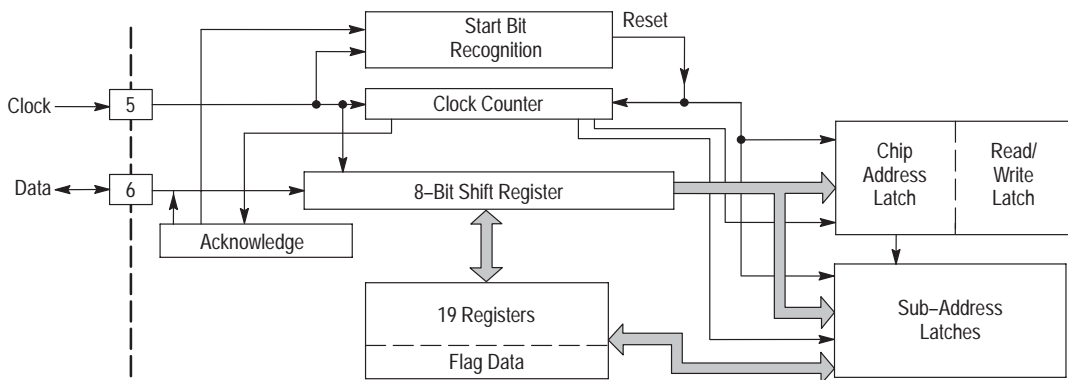 Start Bit
Recognition
Reset
Clock
5
Clock Counter
Chip
Address
Latch
Read/
Write
Latch
Data
6
8–Bit Shift Register
Acknowledge
19 Registers
Flag Data
Sub–Address
Latches